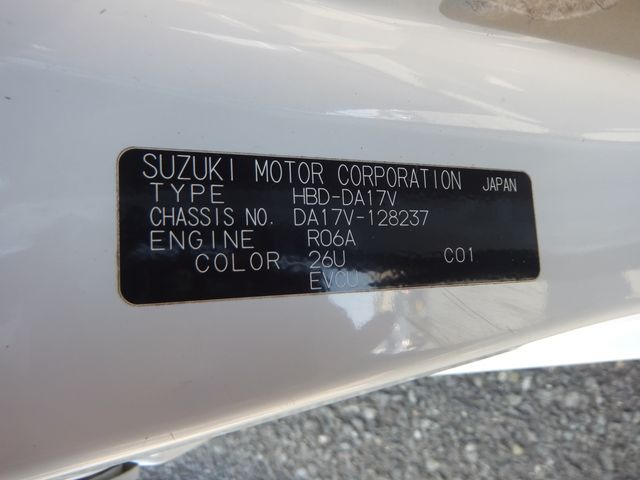 SUZUKI MOTOR CORPORATION JAPAN
TYPE HBD-DA17V
CHASSIS NO. DA17V-128237
ENGINE R06A
COLOR 26U C01
EVCU